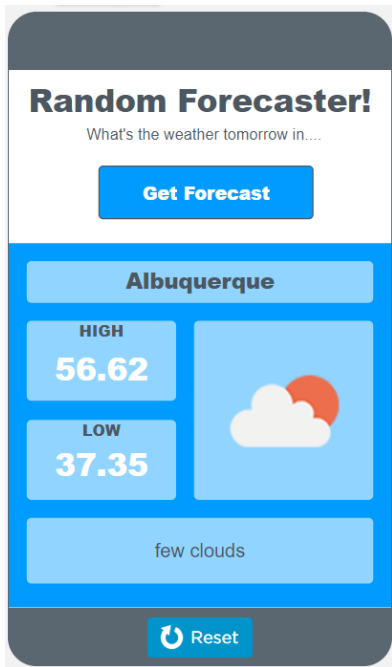 Random Forecaster!
What's the weather tomorrow in....
Get Forecast
Albuquerque
HIGH
56.62
LOW
37.35
few clouds
Reset